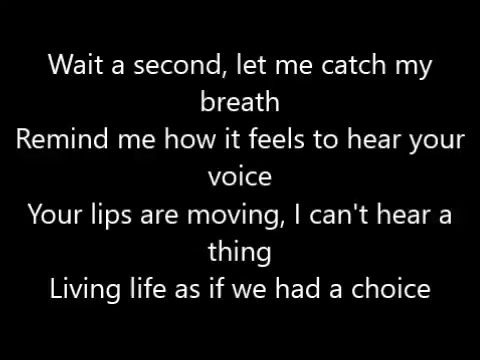 Wait a second, let me catch my
breath
Remind me how it feels to hear your
voice
Your lips are moving, I can't hear a
thing
Living life as if we had a choice